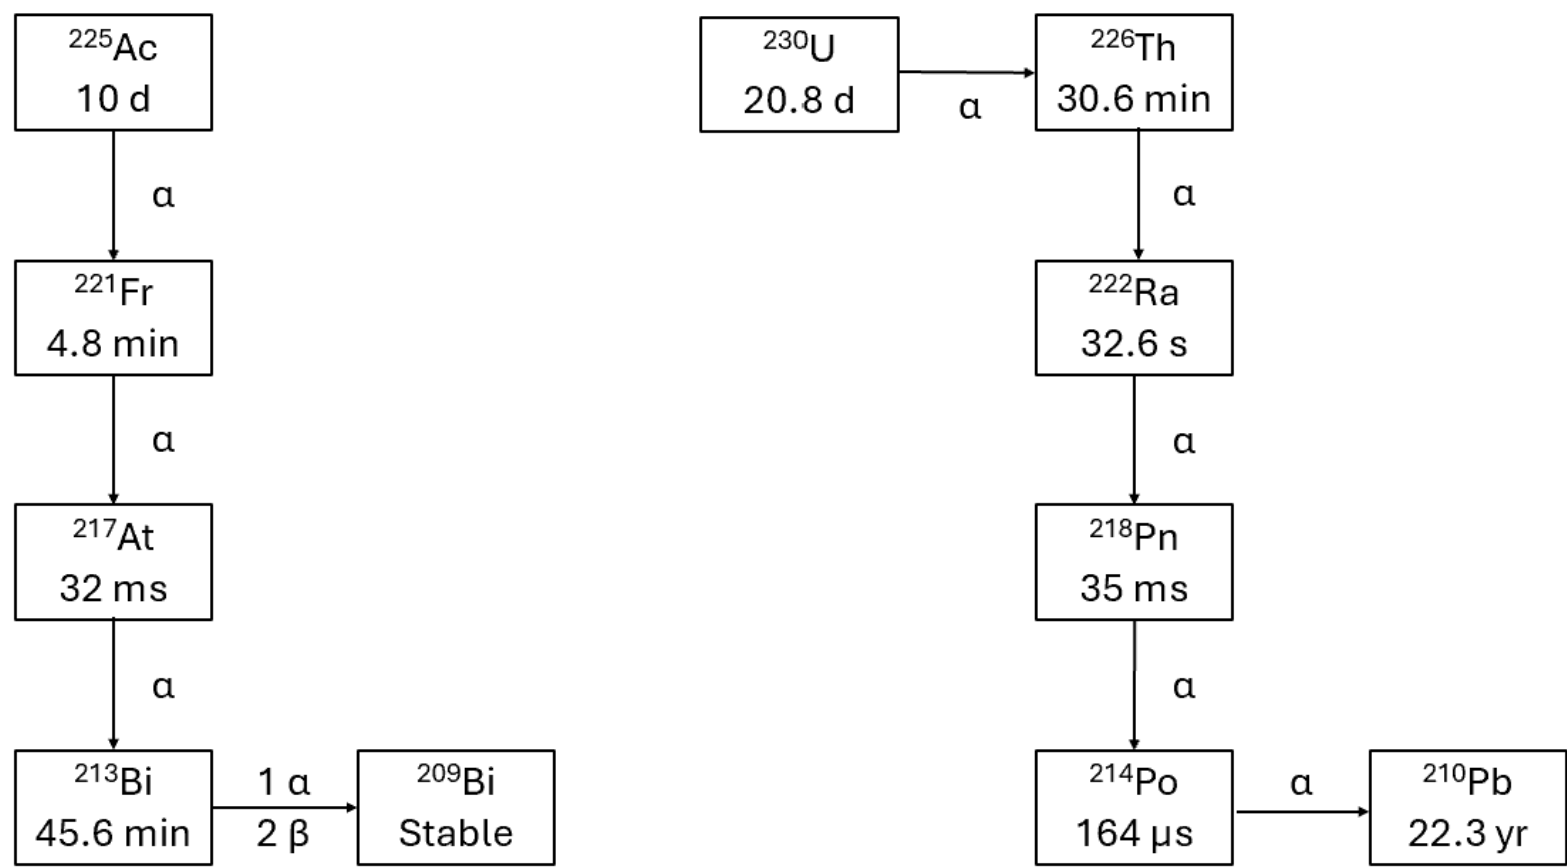 ²²⁵Ac
10 d
α
²²¹Fr
4.8 min
α
²¹⁷At
32 ms
α
²¹³Bi
45.6 min
1 α
2 β
²⁰⁹Bi
Stable
²³⁰U
20.8 d
α
²²⁶Th
30.6 min
α
²²²Ra
32.6 s
α
²¹⁸Pn
35 ms
α
²¹⁴Po
164 µs
α
²¹⁰Pb
22.3 yr